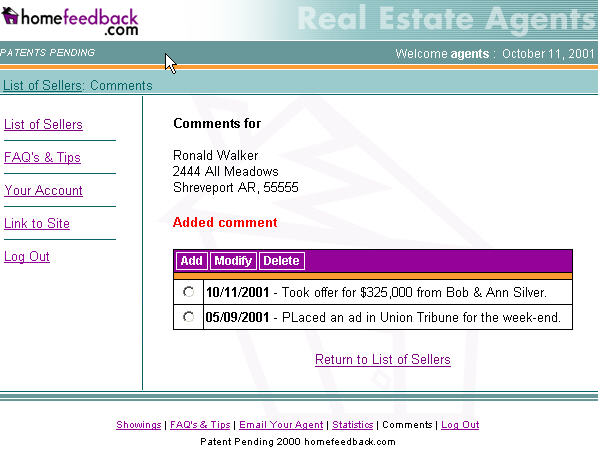 homefeedback.com
Real Estate Agents
PATENTS PENDING
Welcome agents : October 11, 2001
List of Sellers: Comments
List of Sellers
FAQ's & Tips
Your Account
Link to Site
Log Out
Comments for
Ronald Walker
2444 All Meadows
Shreveport AR, 55555
Added comment
Add Modify Delete
10/11/2001 - Took offer for $325,000 from Bob & Ann Silver.
05/09/2001 - PLaced an ad in Union Tribune for the week-end.
Return to List of Sellers
Showings | FAQ's & Tips | Email Your Agent | Statistics | Comments | Log Out
Patent Pending 2000 homefeedback.com